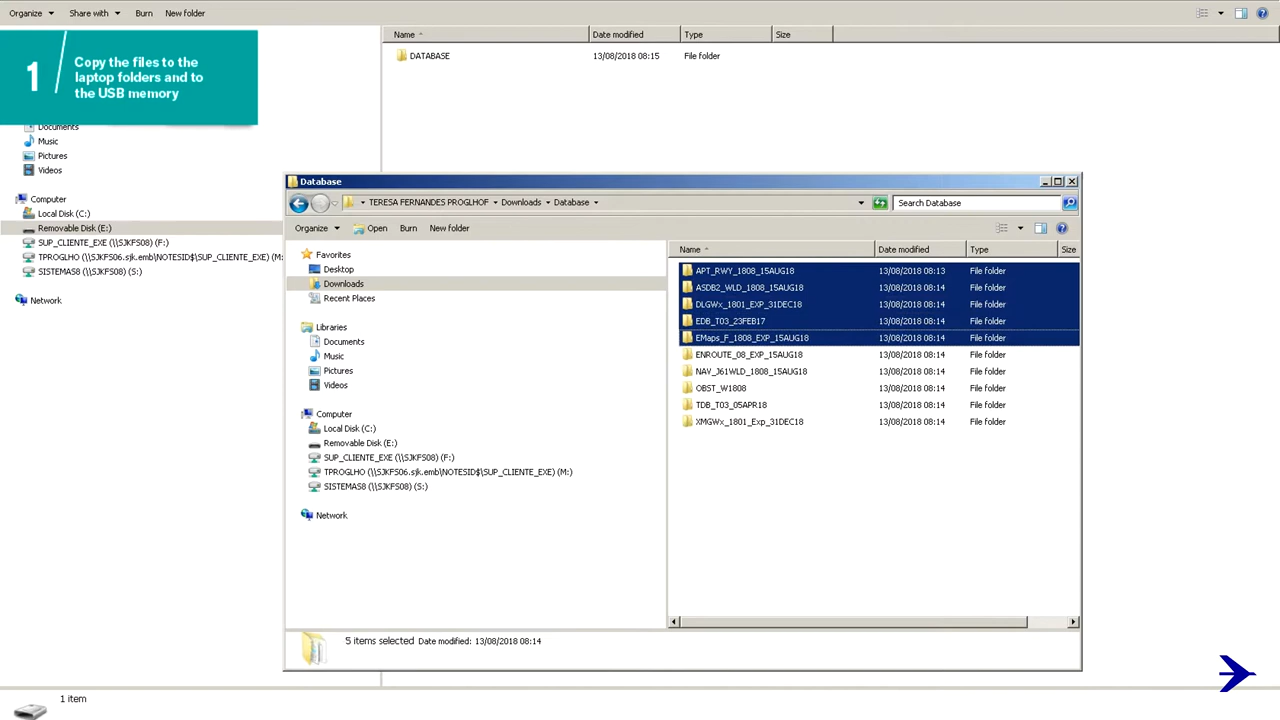 Organize Share with Burn New folder
Name Date modified Type Size
DATABASE 13/08/2018 08:15 File folder
1 Copy the files to the
laptop folders and to
the USB memory
Documents
Music
Pictures
Videos
Computer
Local Disk (C:)
Removable Disk (E:)
SUP_CLIENTE_EXE (\\SJKFS08) (F:)
TPROGLHO (\\SJKFS06.sjk.emb\NOTESID$\SUP_CLIENTE_EXE) (M:
SISTEMAS8 (\\SJKFS08) (S:)
Network
Database
TERESA FERNANDES PROGLHOF Downloads Database Search Database
Organize Open Burn New folder
Favorites
Desktop
Downloads
Recent Places
Libraries
Documents
Music
Pictures
Videos
Computer
Local Disk (C:)
Removable Disk (E:)
SUP_CLIENTE_EXE (\\SJKFS08) (F:)
TPROGLHO (\\SJKFS06.sjk.emb\NOTESID$\SUP_CLIENTE_EXE) (M:)
SISTEMAS8 (\\SJKFS08) (S:)
Network
Name Date modified Type Size
APT_RWY_1808_15AUG18 13/08/2018 08:13 File folder
ASDB2_WLD_1808_15AUG18 13/08/2018 08:14 File folder
DLGWx_1801_EXP_31DEC18 13/08/2018 08:14 File folder
EDB_T03_23FEB17 13/08/2018 08:14 File folder
EMaps_F_1808_EXP_15AUG18 13/08/2018 08:14 File folder
ENROUTE_08_EXP_15AUG18 13/08/2018 08:14 File folder
NAV_J61WLD_1808_15AUG18 13/08/2018 08:14 File folder
OBST_W1808 13/08/2018 08:14 File folder
TDB_T03_05APR18 13/08/2018 08:14 File folder
XMGWx_1801_Exp_31DEC18 13/08/2018 08:14 File folder
5 items selected Date modified: 13/08/2018 08:14
1 item